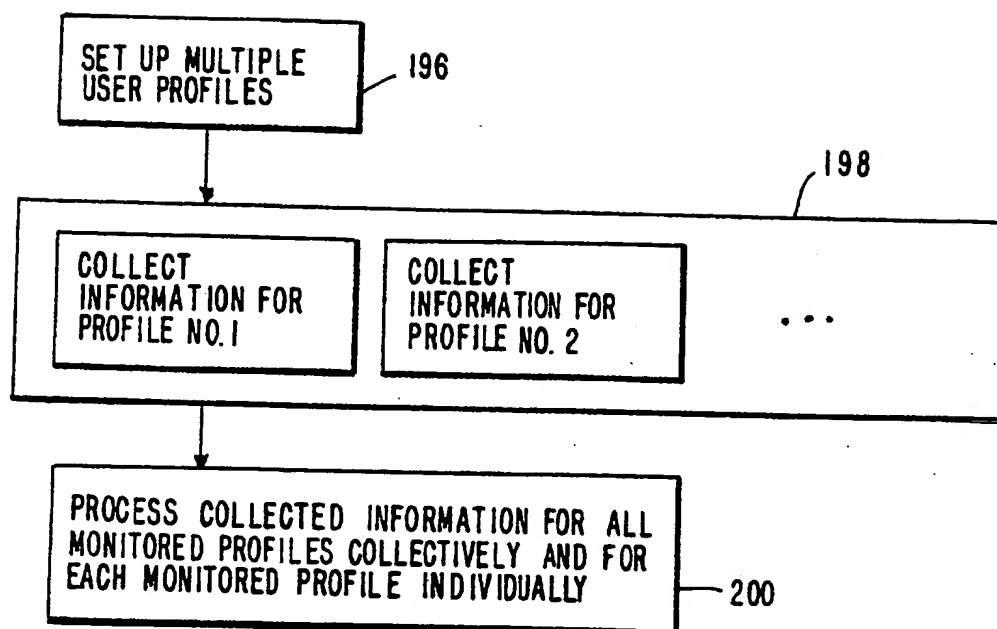 SET UP MULTIPLE
USER PROFILES
196
198
COLLECT
INFORMATION FOR
PROFILE NO. 1
COLLECT
INFORMATION FOR
PROFILE NO. 2
...
PROCESS COLLECTED INFORMATION FOR ALL
MONITORED PROFILES COLLECTIVELY AND FOR
EACH MONITORED PROFILE INDIVIDUALLY
200